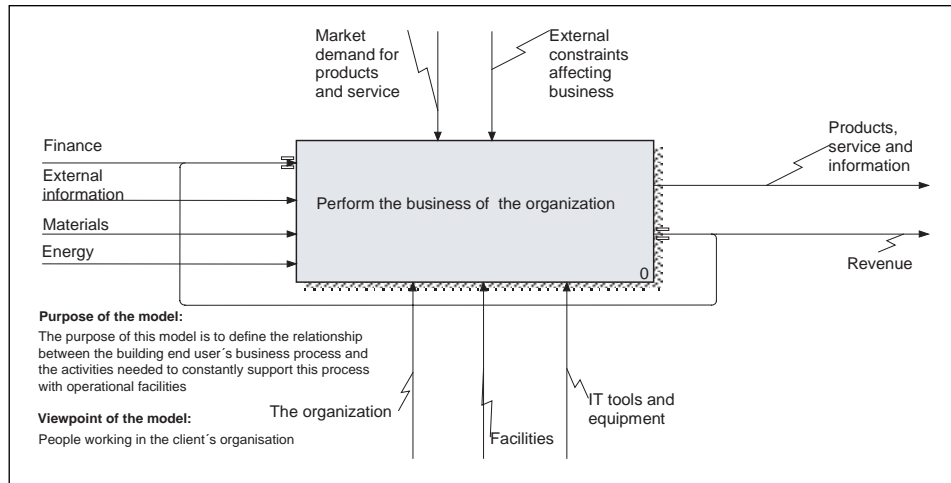 Market
demand for
products
and service
External
constraints
affecting
business
Finance
External
information
Materials
Energy
Perform the business of the organization
0
Products,
service and
information
Revenue
Purpose of the model:
The purpose of this model is to define the relationship
between the building end user´s business process and
the activities needed to constantly support this process
with operational facilities
Viewpoint of the model:
People working in the client´s organisation
The organization
Facilities
IT tools and
equipment